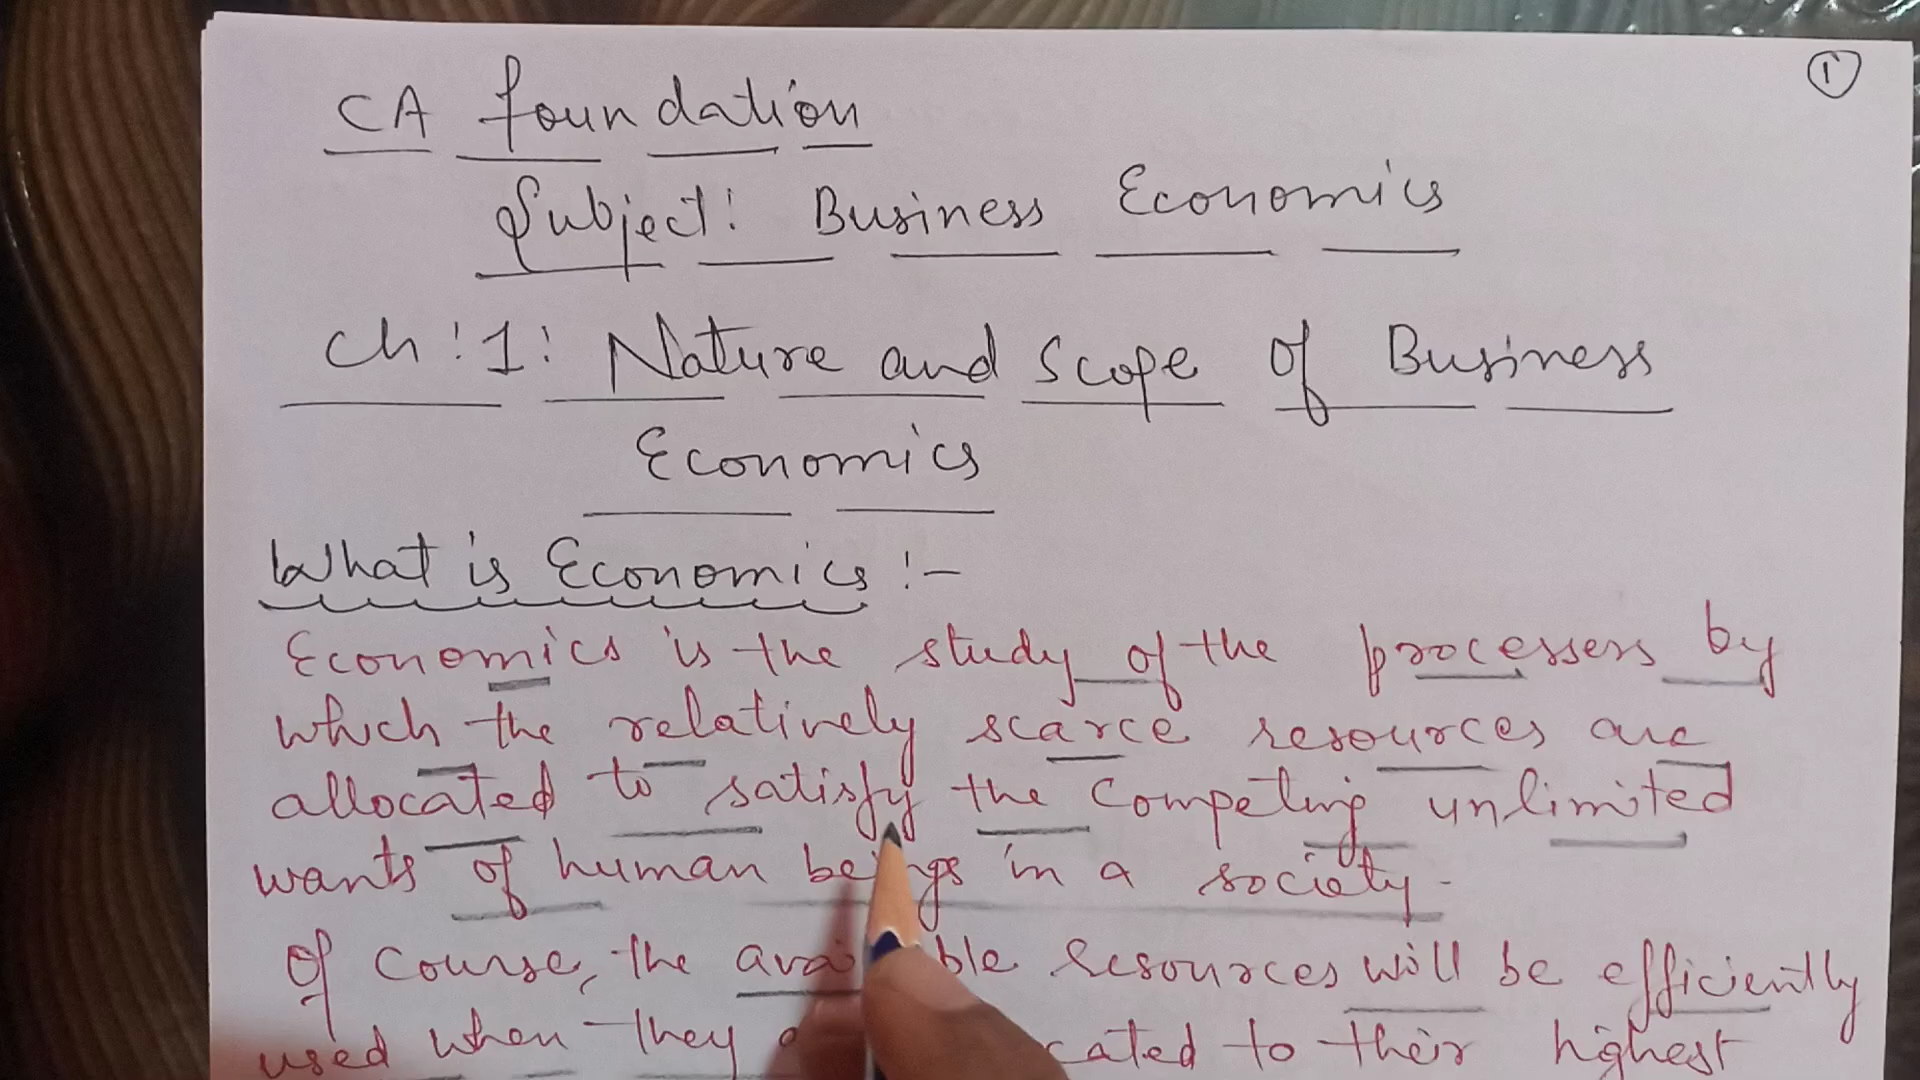 1
CA foundation
Subject: Business Economics
Ch: 1: Nature and Scope of Business
Economics
What is Economics :-
Economics is the study of the processers by
which the relatively scarce resources are
allocated to satisfy the Competing unlimited
wants of human beings in a society.
Of Course, the resources will be efficiently
used when they to their highest